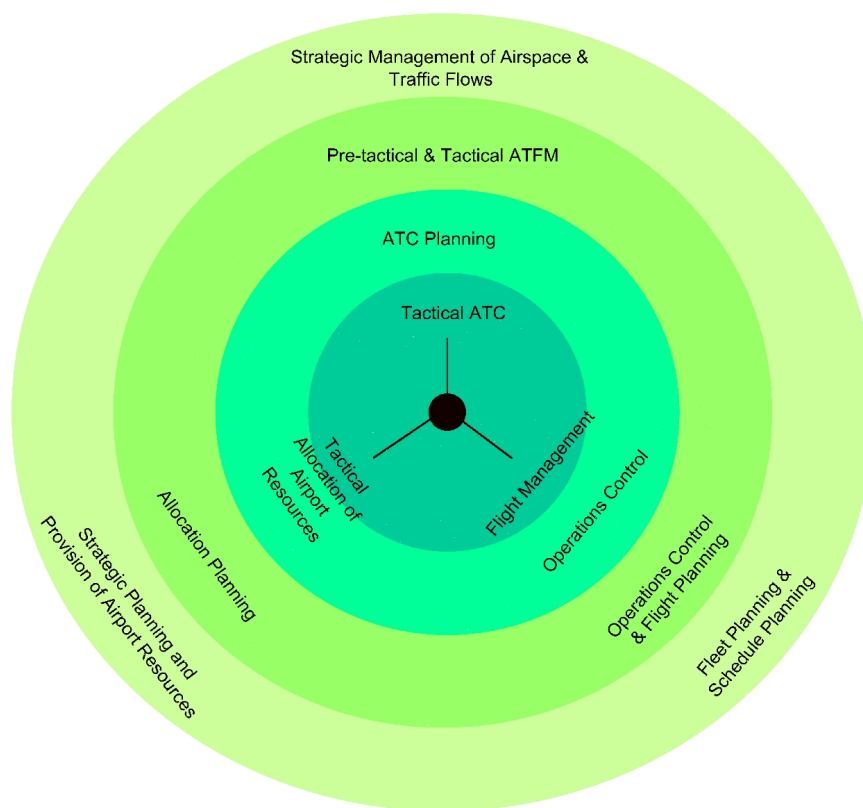 Strategic Management of Airspace &
Traffic Flows
Pre-tactical & Tactical ATFM
ATC Planning
Tactical ATC
Tactical
Allocation of
Airport
Resources
Flight Management
Operations Control
Allocation Planning
Operations Control
& Flight Planning
Strategic Planning and
Provision of Airport Resources
Fleet Planning &
Schedule Planning